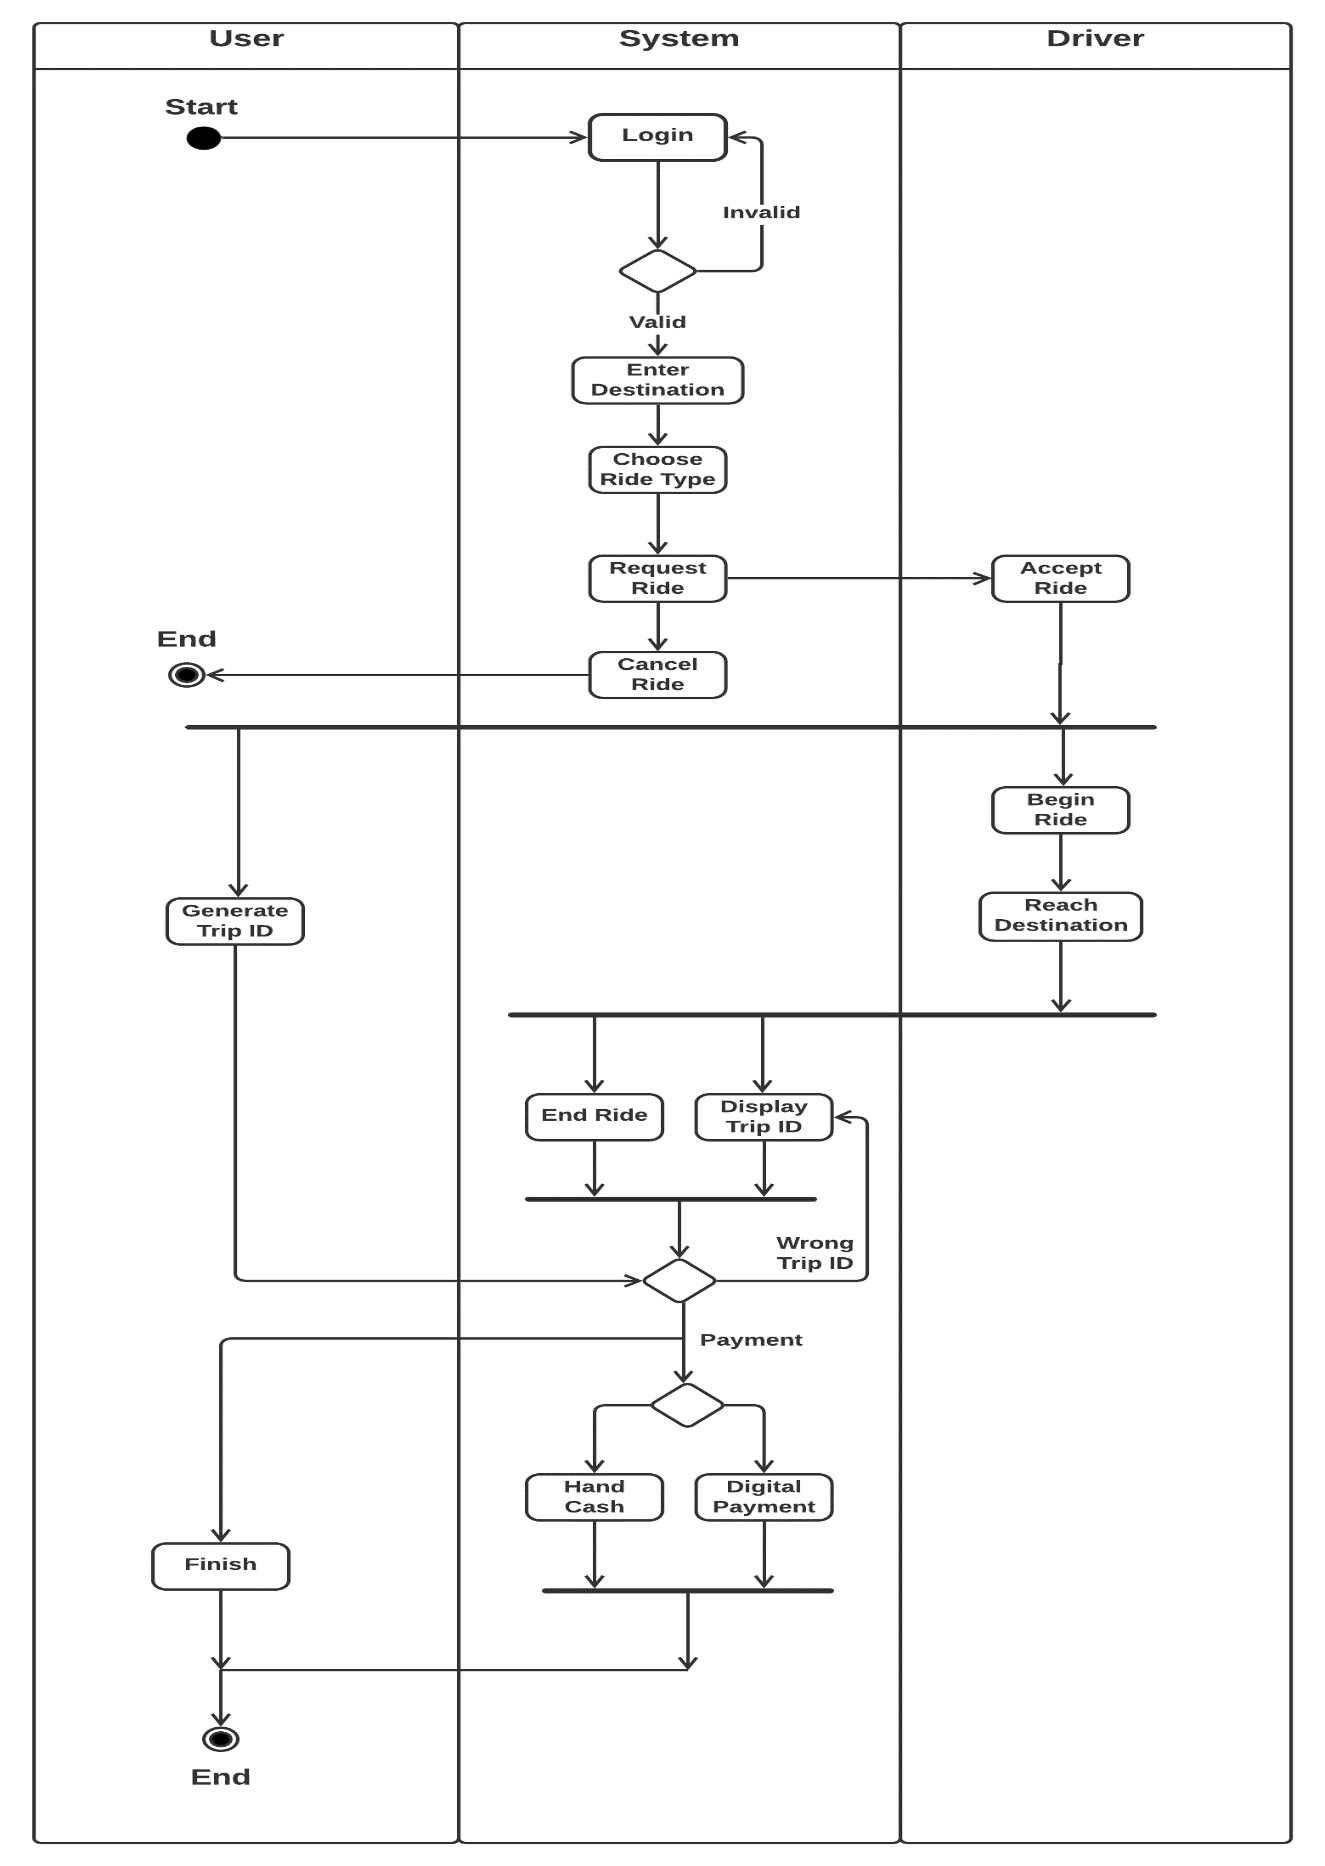 User
System
Driver
Start
Login
Invalid
Valid
Enter
Destination
Choose
Ride Type
Request
Ride
Accept
Ride
End
Cancel
Ride
Begin
Ride
Generate
Trip ID
Reach
Destination
End Ride
Display
Trip ID
Wrong
Trip ID
Payment
Hand
Cash
Digital
Payment
Finish
End